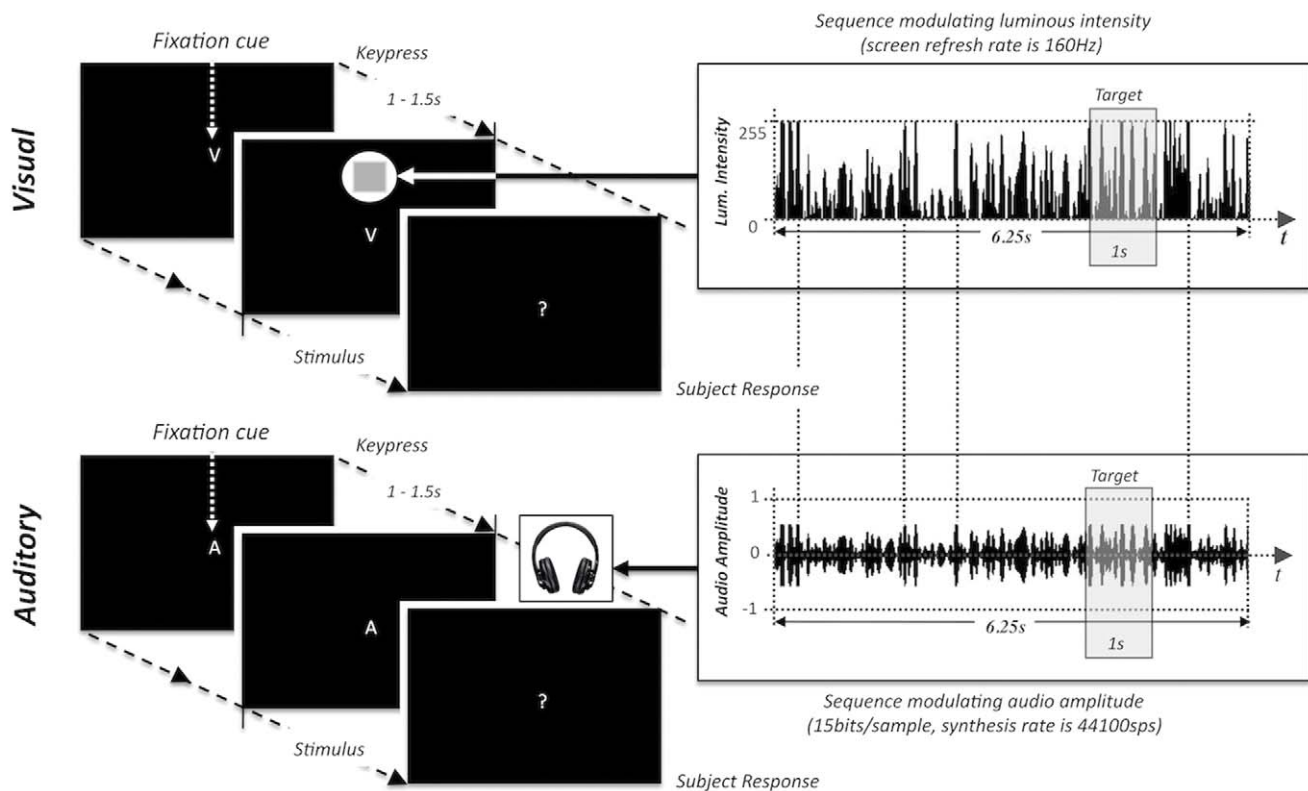 Sequence modulating luminous intensity
(screen refresh rate is 160Hz)
Fixation cue
Keypress
1 - 1.5s
Visual
V
V
?
Stimulus
Subject Response
Target
255
Lum. Intensity
0
6.25s
t
1s
Fixation cue
Keypress
1 - 1.5s
Auditory
A
A
?
Stimulus
Subject Response
Target
1
Audio Amplitude
0
t
-1
6.25s
1s
Sequence modulating audio amplitude
(15bits/sample, synthesis rate is 44100sps)